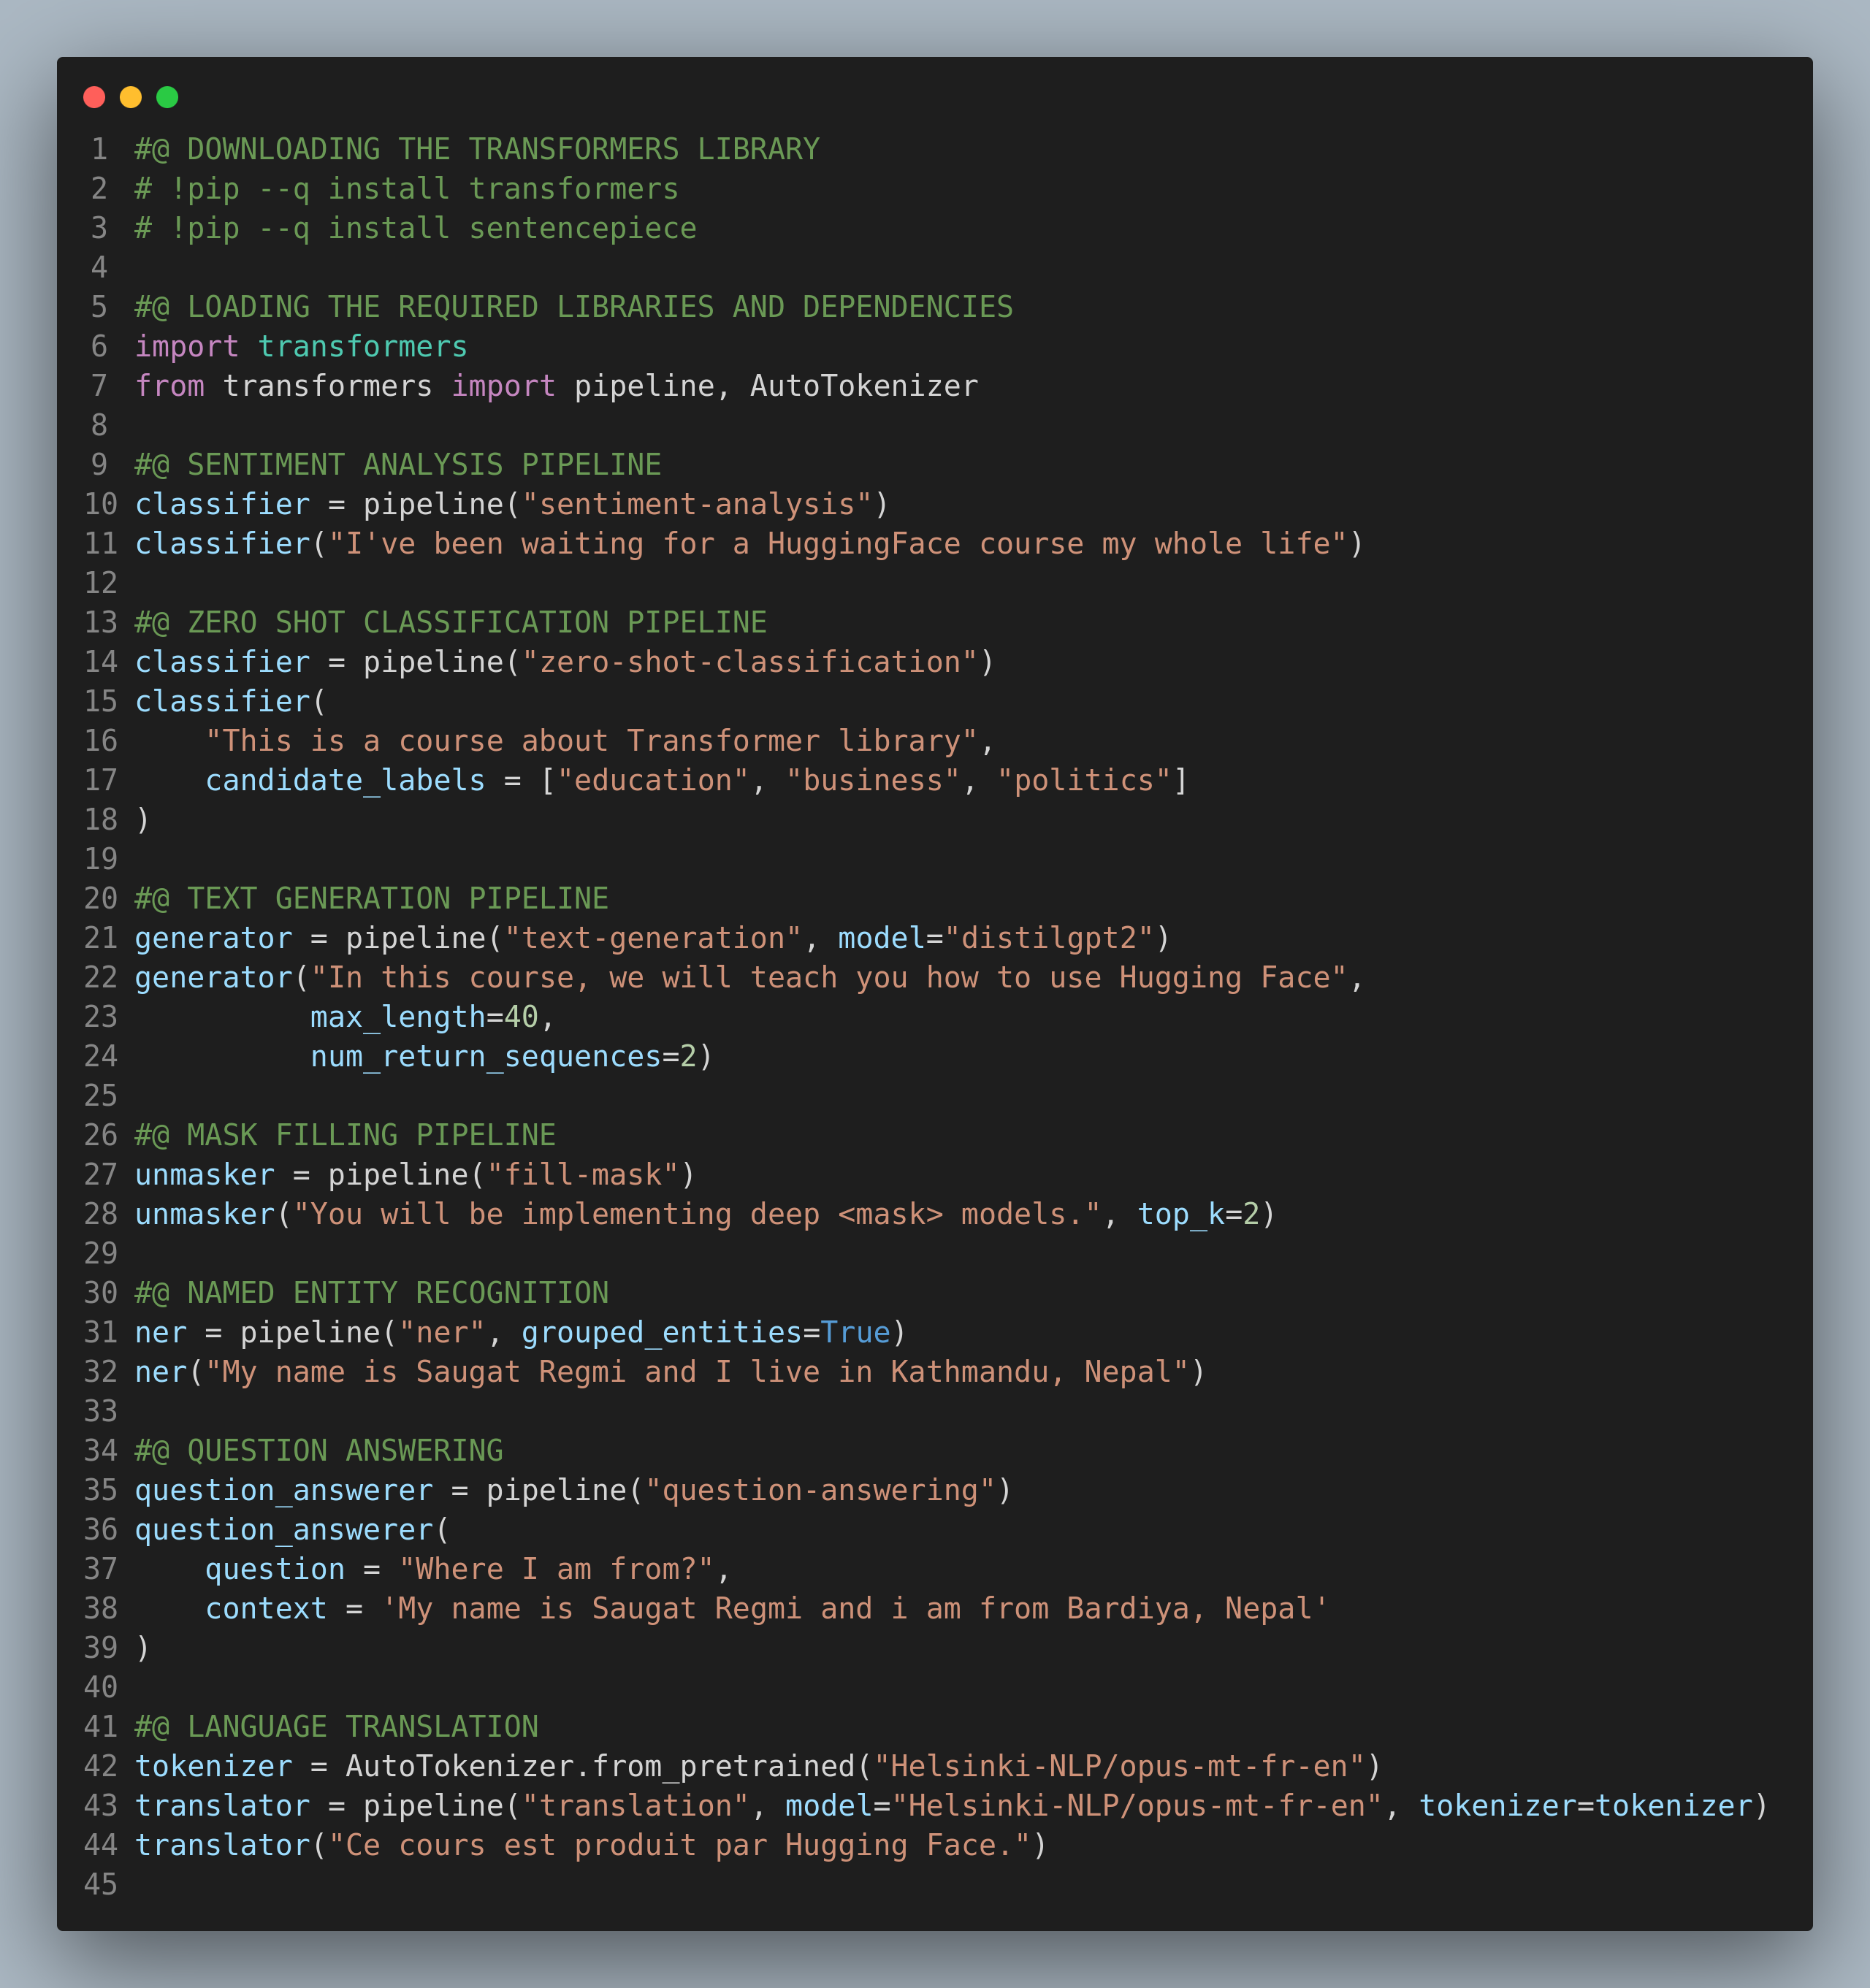 1 #@ DOWNLOADING THE TRANSFORMERS LIBRARY
2 # !pip --q install transformers
3 # !pip --q install sentencepiece
4
5 #@ LOADING THE REQUIRED LIBRARIES AND DEPENDENCIES
6 import transformers
7 from transformers import pipeline, AutoTokenizer
8
9 #@ SENTIMENT ANALYSIS PIPELINE
10 classifier = pipeline("sentiment-analysis")
11 classifier("I've been waiting for a HuggingFace course my whole life")
12
13 #@ ZERO SHOT CLASSIFICATION PIPELINE
14 classifier = pipeline("zero-shot-classification")
15 classifier(
16     "This is a course about Transformer library",
17     candidate_labels = ["education", "business", "politics"]
18 )
19
20 #@ TEXT GENERATION PIPELINE
21 generator = pipeline("text-generation", model="distilgpt2")
22 generator("In this course, we will teach you how to use Hugging Face",
23           max_length=40,
24           num_return_sequences=2)
25
26 #@ MASK FILLING PIPELINE
27 unmasker = pipeline("fill-mask")
28 unmasker("You will be implementing deep <mask> models.", top_k=2)
29
30 #@ NAMED ENTITY RECOGNITION
31 ner = pipeline("ner", grouped_entities=True)
32 ner("My name is Saugat Regmi and I live in Kathmandu, Nepal")
33
34 #@ QUESTION ANSWERING
35 question_answerer = pipeline("question-answering")
36 question_answerer(
37     question = "Where I am from?",
38     context = 'My name is Saugat Regmi and i am from Bardiya, Nepal'
39 )
40
41 #@ LANGUAGE TRANSLATION
42 tokenizer = AutoTokenizer.from_pretrained("Helsinki-NLP/opus-mt-fr-en")
43 translator = pipeline("translation", model="Helsinki-NLP/opus-mt-fr-en", tokenizer=tokenizer)
44 translator("Ce cours est produit par Hugging Face.")
45